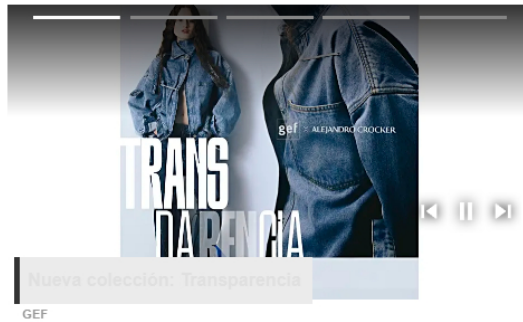 gef × ALEJANDRO CROCKER
TRANS
PARENCIA
Nueva colección: Transparencia
GEF